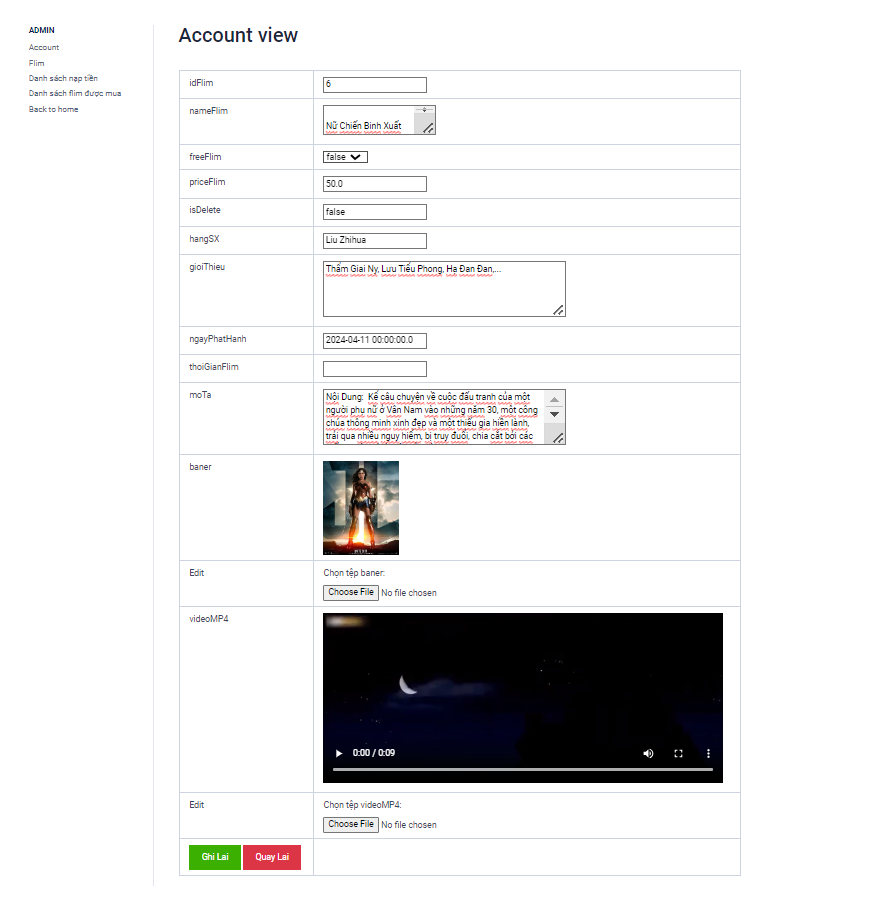 ADMIN
Account
Flim
Danh sách nạp tiền
Danh sách flim được mua
Back to home
Account view
idFlim
6
nameFlim
Nữ Chiến Binh Xuất
freeFlim
false
priceFlim
50.0
isDelete
false
hangSX
Liu Zhihua
gioiThieu
Thẩm Giai Ny, Lưu Tiểu Phong, Hạ Đan Đan,...
ngayPhatHanh
2024-04-11 00:00:00.0
thoiGianFlim
moTa
Nội Dung: Kể câu chuyện về cuộc đấu tranh của một
người phụ nữ ở Vân Nam vào những năm 30, một công
chúa thông minh xinh đẹp và một thiếu gia hiền lành,
trải qua nhiều nguy hiểm, bị truy đuổi, chia cắt bởi các
baner
Edit
Chọn tệp baner:
Choose File No file chosen
videoMP4
0:00 / 0:09
Edit
Chọn tệp videoMP4:
Choose File No file chosen
Ghi Lai
Quay Lai